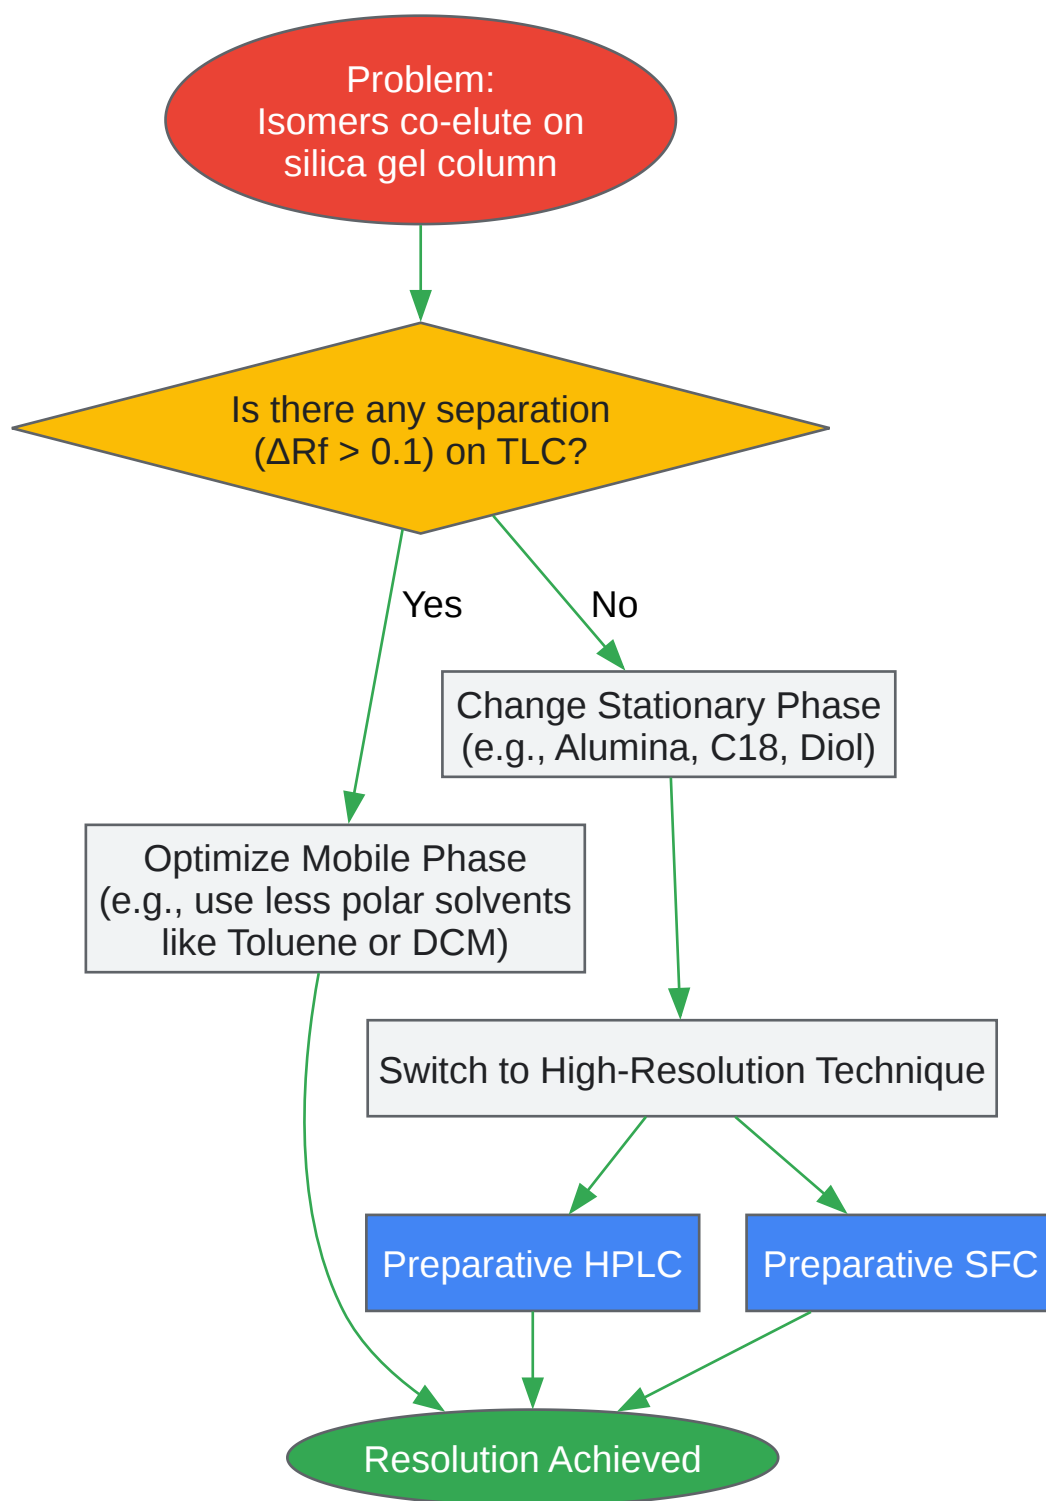 Problem:
Isomers co-elute on
silica gel column
Is there any separation
(ΔRf > 0.1) on TLC?
Yes
No
Change Stationary Phase
(e.g., Alumina, C18, Diol)
Optimize Mobile Phase
(e.g., use less polar solvents
like Toluene or DCM)
Switch to High-Resolution Technique
Preparative HPLC
Preparative SFC
Resolution Achieved